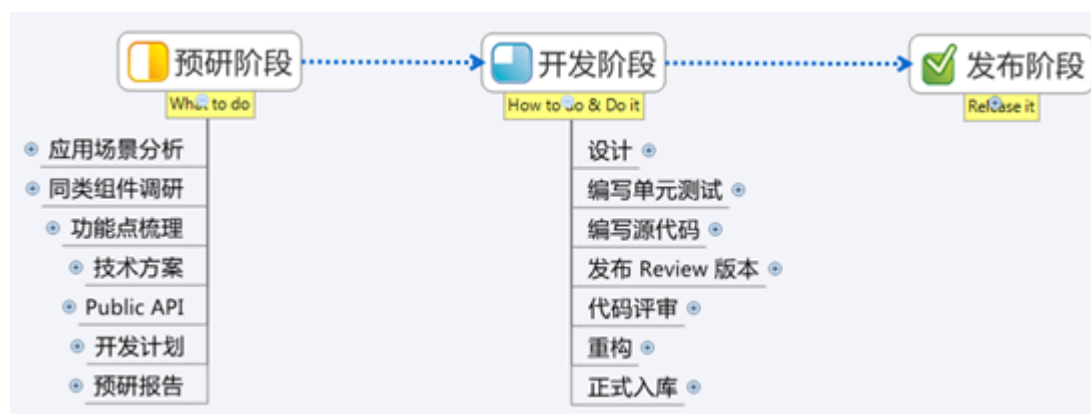 预研阶段
开发阶段
发布阶段
What to do
How to do & Do it
Release it
应用场景分析
同类组件调研
功能点梳理
技术方案
Public API
开发计划
预研报告
设计
编写单元测试
编写源代码
发布 Review 版本
代码评审
重构
正式入库